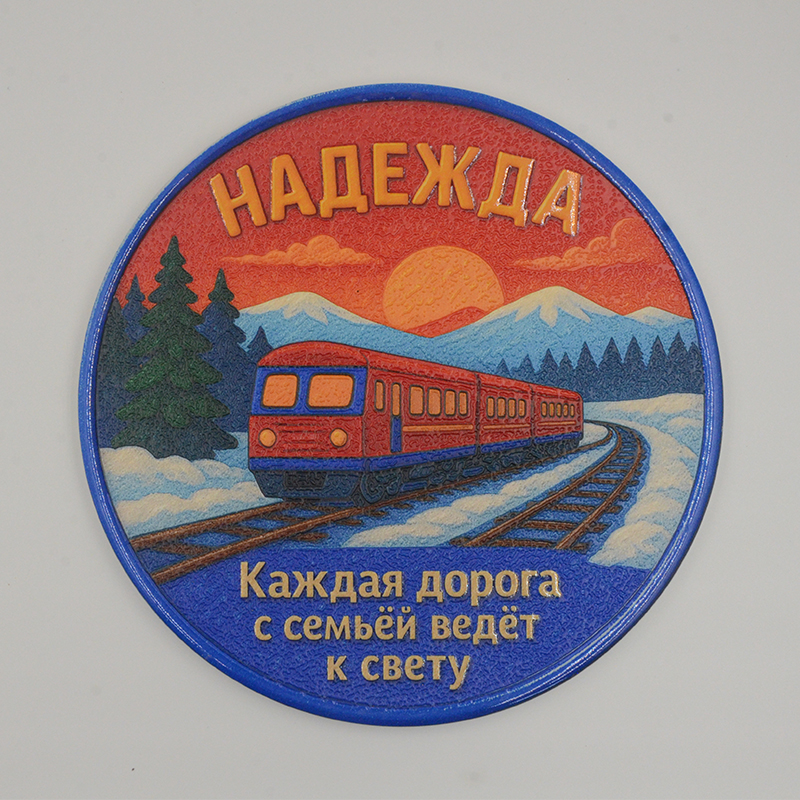 НАДЕЖДА
Каждая дорога
с семьёй ведёт
к свету